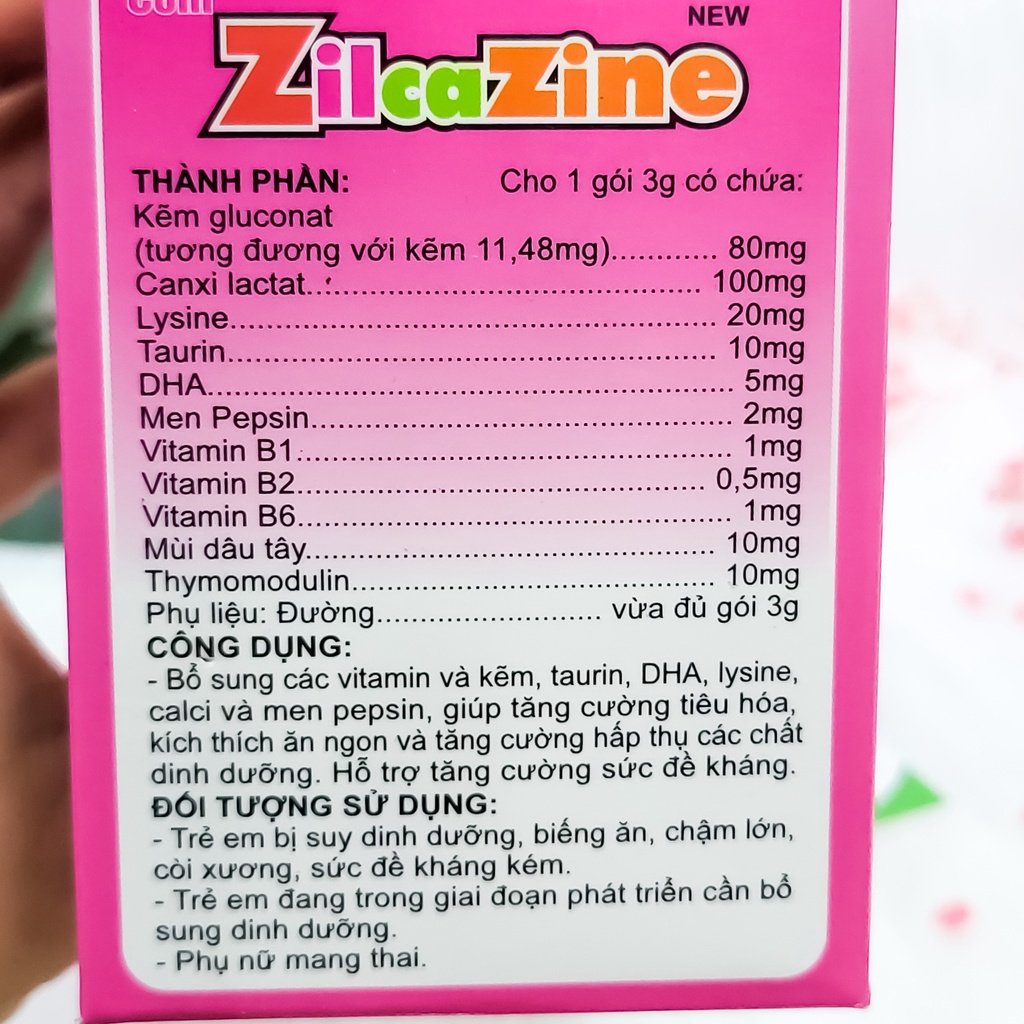 Cốm
NEW
ZilcaZine
THÀNH PHẦN: Cho 1 gói 3g có chứa:
Kẽm gluconat
(tương đương với kẽm 11,48mg)............ 80mg
Canxi lactat............................................. 100mg
Lysine...................................................... 20mg
Taurin...................................................... 10mg
DHA........................................................... 5mg
Men Pepsin............................................... 2mg
Vitamin B1................................................ 1mg
Vitamin B2............................................. 0,5mg
Vitamin B6................................................ 1mg
Mùi dâu tây............................................. 10mg
Thymomodulin........................................ 10mg
Phụ liệu: Đường.......................... vừa đủ gói 3g
CÔNG DỤNG:
- Bổ sung các vitamin và kẽm, taurin, DHA, lysine,
calci và men pepsin, giúp tăng cường tiêu hóa,
kích thích ăn ngon và tăng cường hấp thụ các chất
dinh dưỡng. Hỗ trợ tăng cường sức đề kháng.
ĐỐI TƯỢNG SỬ DỤNG:
- Trẻ em bị suy dinh dưỡng, biếng ăn, chậm lớn,
còi xương, sức đề kháng kém.
- Trẻ em đang trong giai đoạn phát triển cần bổ
sung dinh dưỡng.
- Phụ nữ mang thai.